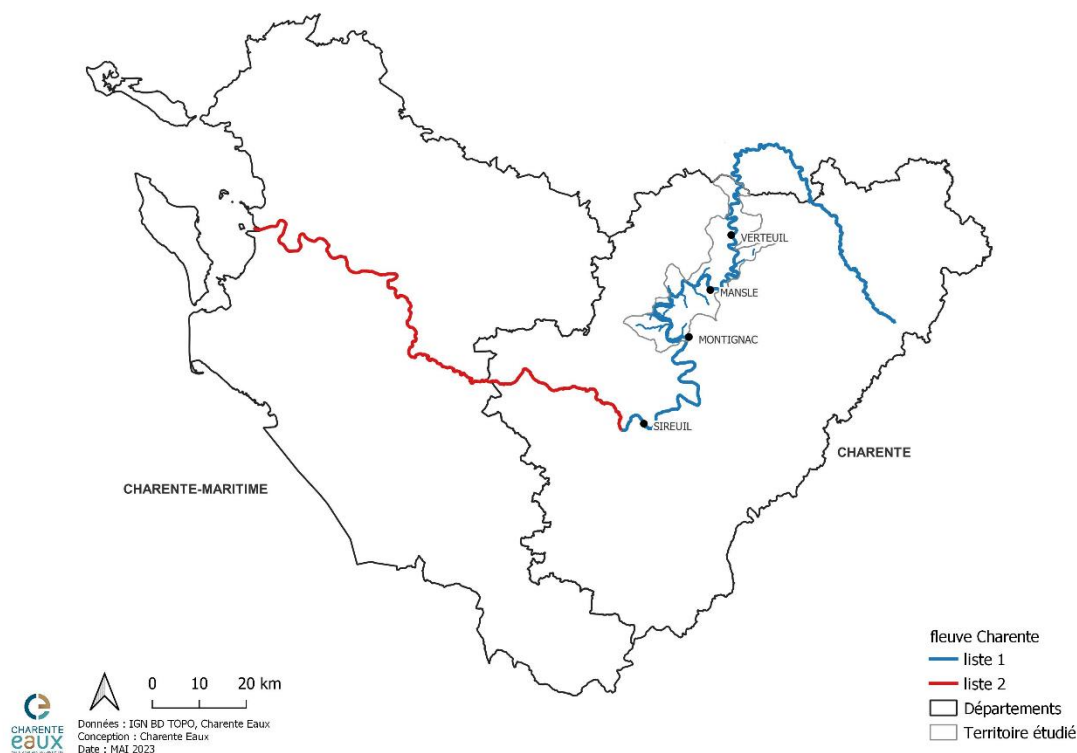 VERTEUIL
MANSLE
MONTIGNAC
SIREUIL
CHARENTE
CHARENTE-MARITIME
fleuve Charente
liste 1
liste 2
Départements
Territoire étudié
0 10 20 km
CHARENTE
eaux
Données : IGN BD TOPO, Charente Eaux
Conception : Charente Eaux
Date : MAI 2023